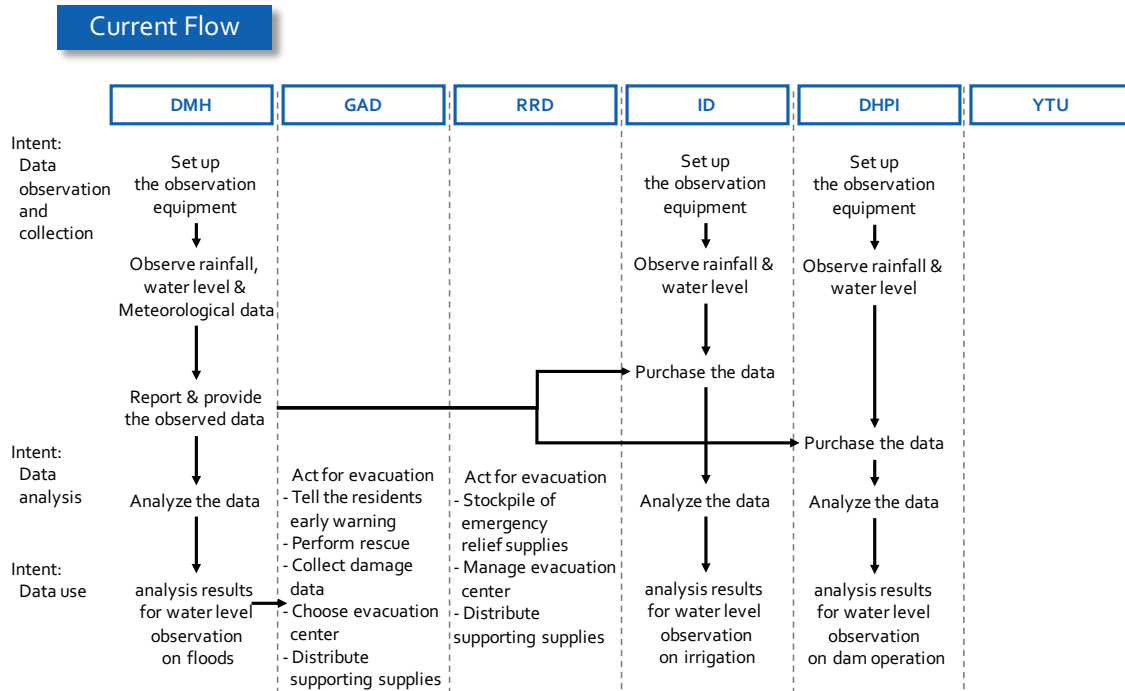 Current Flow
DMH
GAD
RRD
ID
DHPI
YTU
Intent:
Data
observation
and
collection
Set up
the observation
equipment
Observe rainfall,
water level &
Meteorological data
Report & provide
the observed data
Intent:
Data
analysis
Analyze the data
Intent:
Data use
analysis results
for water level
observation
on floods
Act for evacuation
- Tell the residents
early warning
- Perform rescue
- Collect damage
data
- Choose evacuation
center
- Distribute
supporting supplies
Act for evacuation
- Stockpile of
emergency
relief supplies
- Manage evacuation
center
- Distribute
supporting supplies
Set up
the observation
equipment
Observe rainfall &
water level
Purchase the data
Analyze the data
analysis results
for water level
observation
on irrigation
Set up
the observation
equipment
Observe rainfall &
water level
Purchase the data
Analyze the data
analysis results
for water level
observation
on dam operation